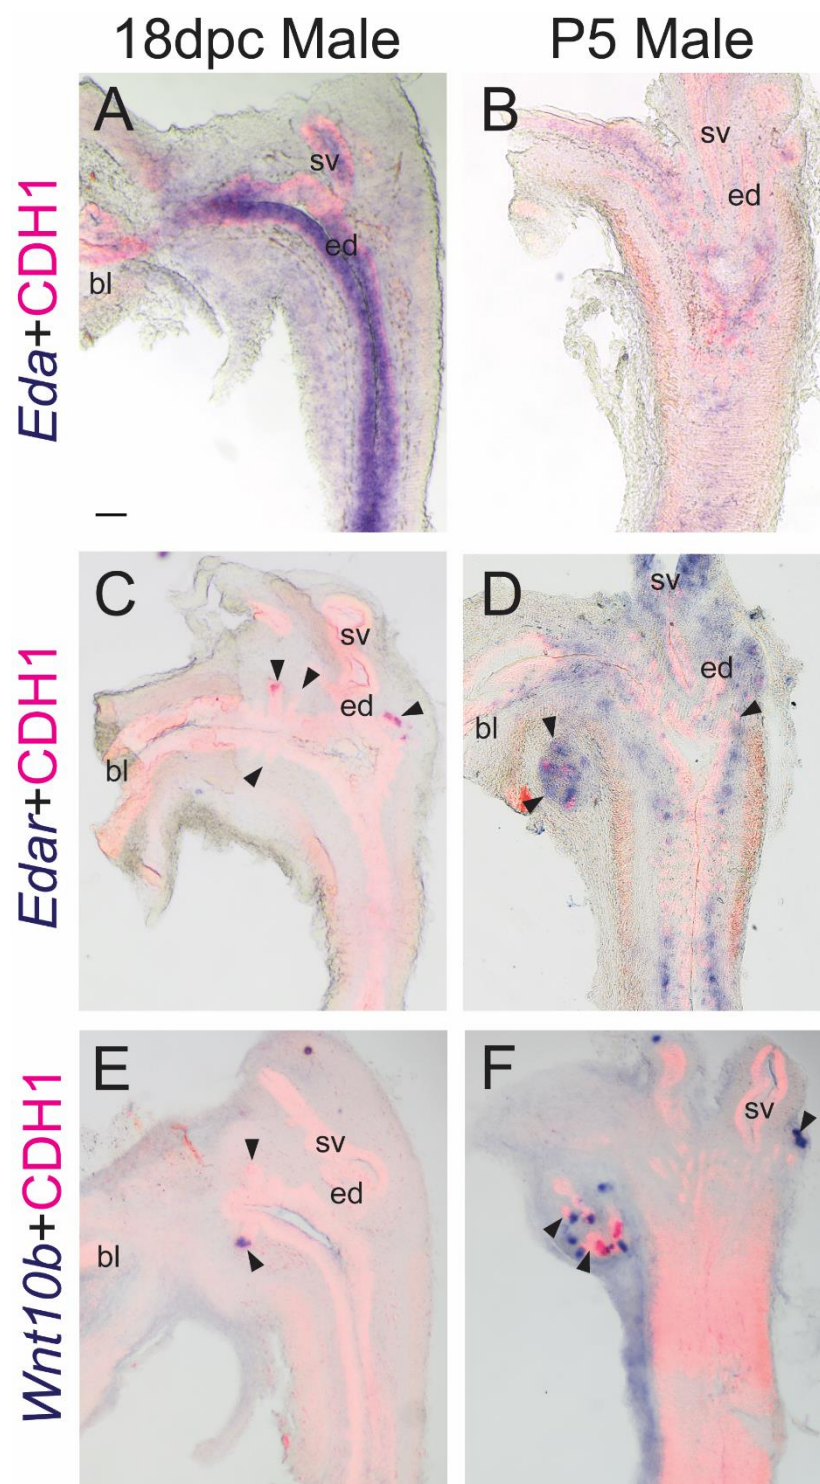 18dpc Male
P5 Male
Eda+CDH1
A
sv
ed
bl
B
sv
ed
Edar+CDH1
C
sv
ed
bl
D
sv
ed
bl
Wnt10b+CDH1
E
sv
ed
bl
F
sv